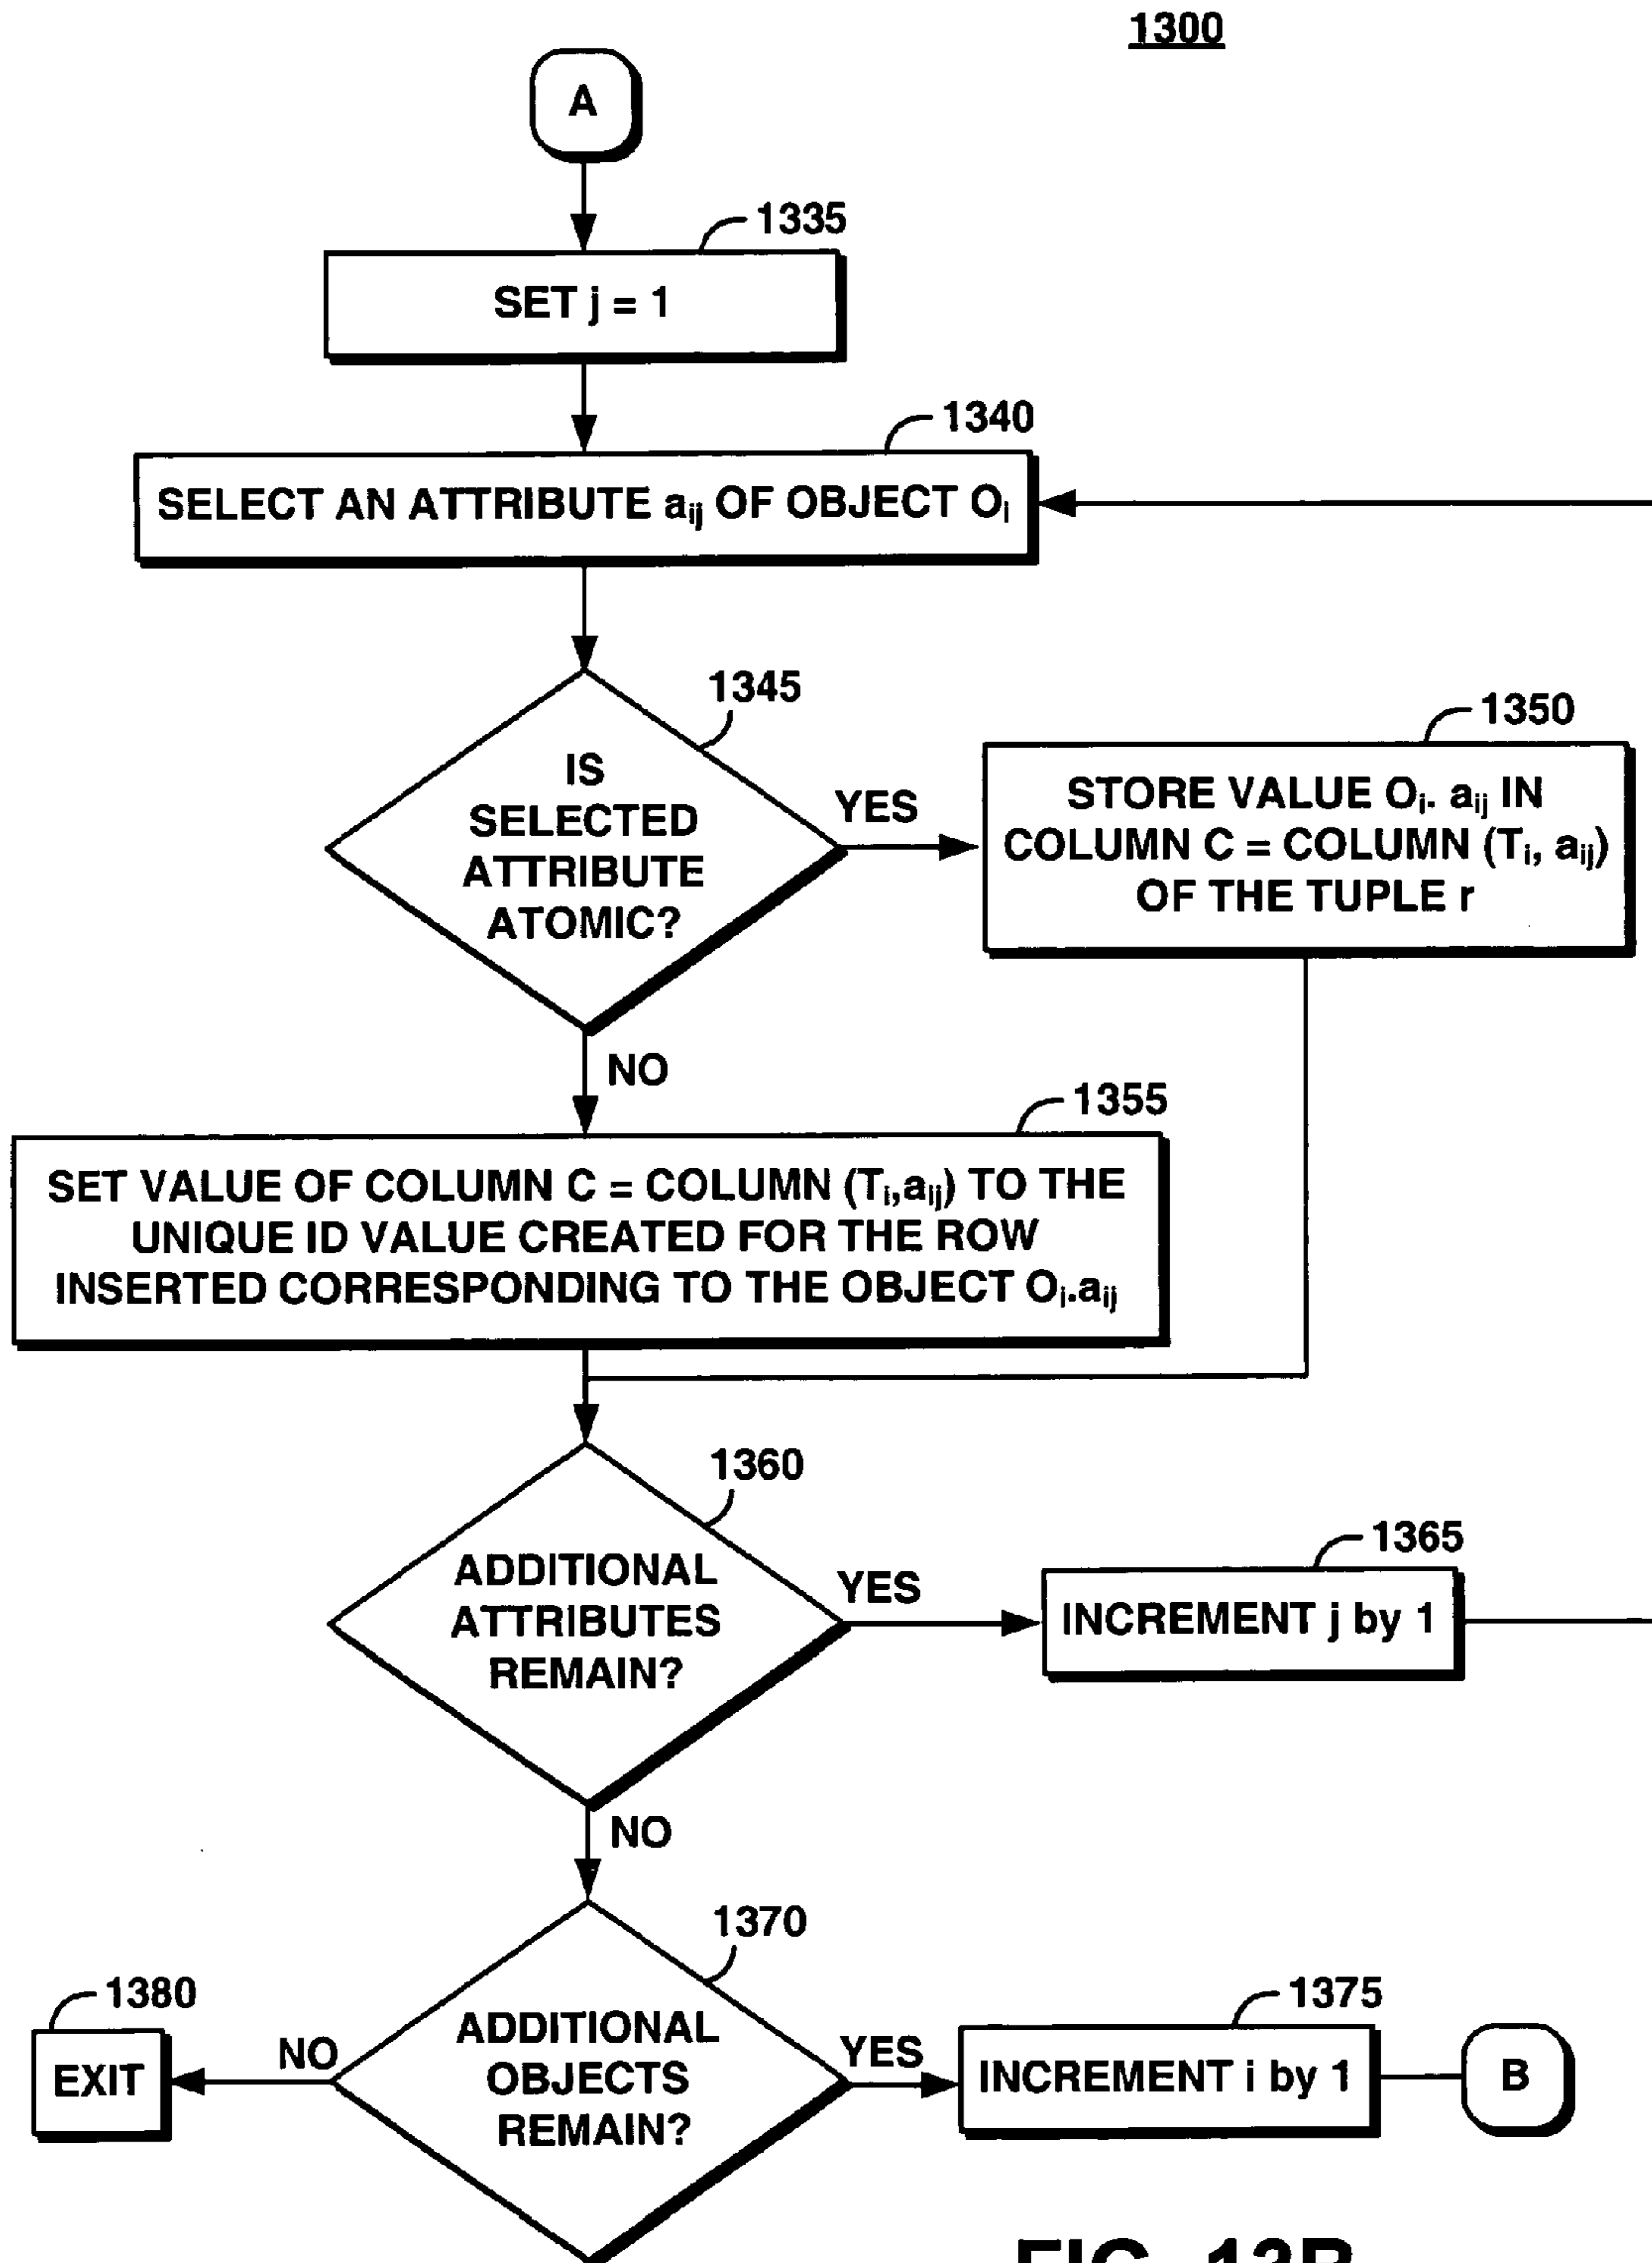 1300
A
1335
SET j = 1
1340
SELECT AN ATTRIBUTE aij OF OBJECT Oi
1345
IS
SELECTED
ATTRIBUTE
ATOMIC?
YES
1350
STORE VALUE Oi. aij IN
COLUMN C = COLUMN (Ti, aij)
OF THE TUPLE r
NO
1355
SET VALUE OF COLUMN C = COLUMN (Ti,aij) TO THE
UNIQUE ID VALUE CREATED FOR THE ROW
INSERTED CORRESPONDING TO THE OBJECT Oi.aij
1360
ADDITIONAL
ATTRIBUTES
REMAIN?
YES
1365
INCREMENT j by 1
NO
1370
ADDITIONAL
OBJECTS
REMAIN?
1380
EXIT
NO
YES
1375
INCREMENT i by 1
B
FIG. 13B